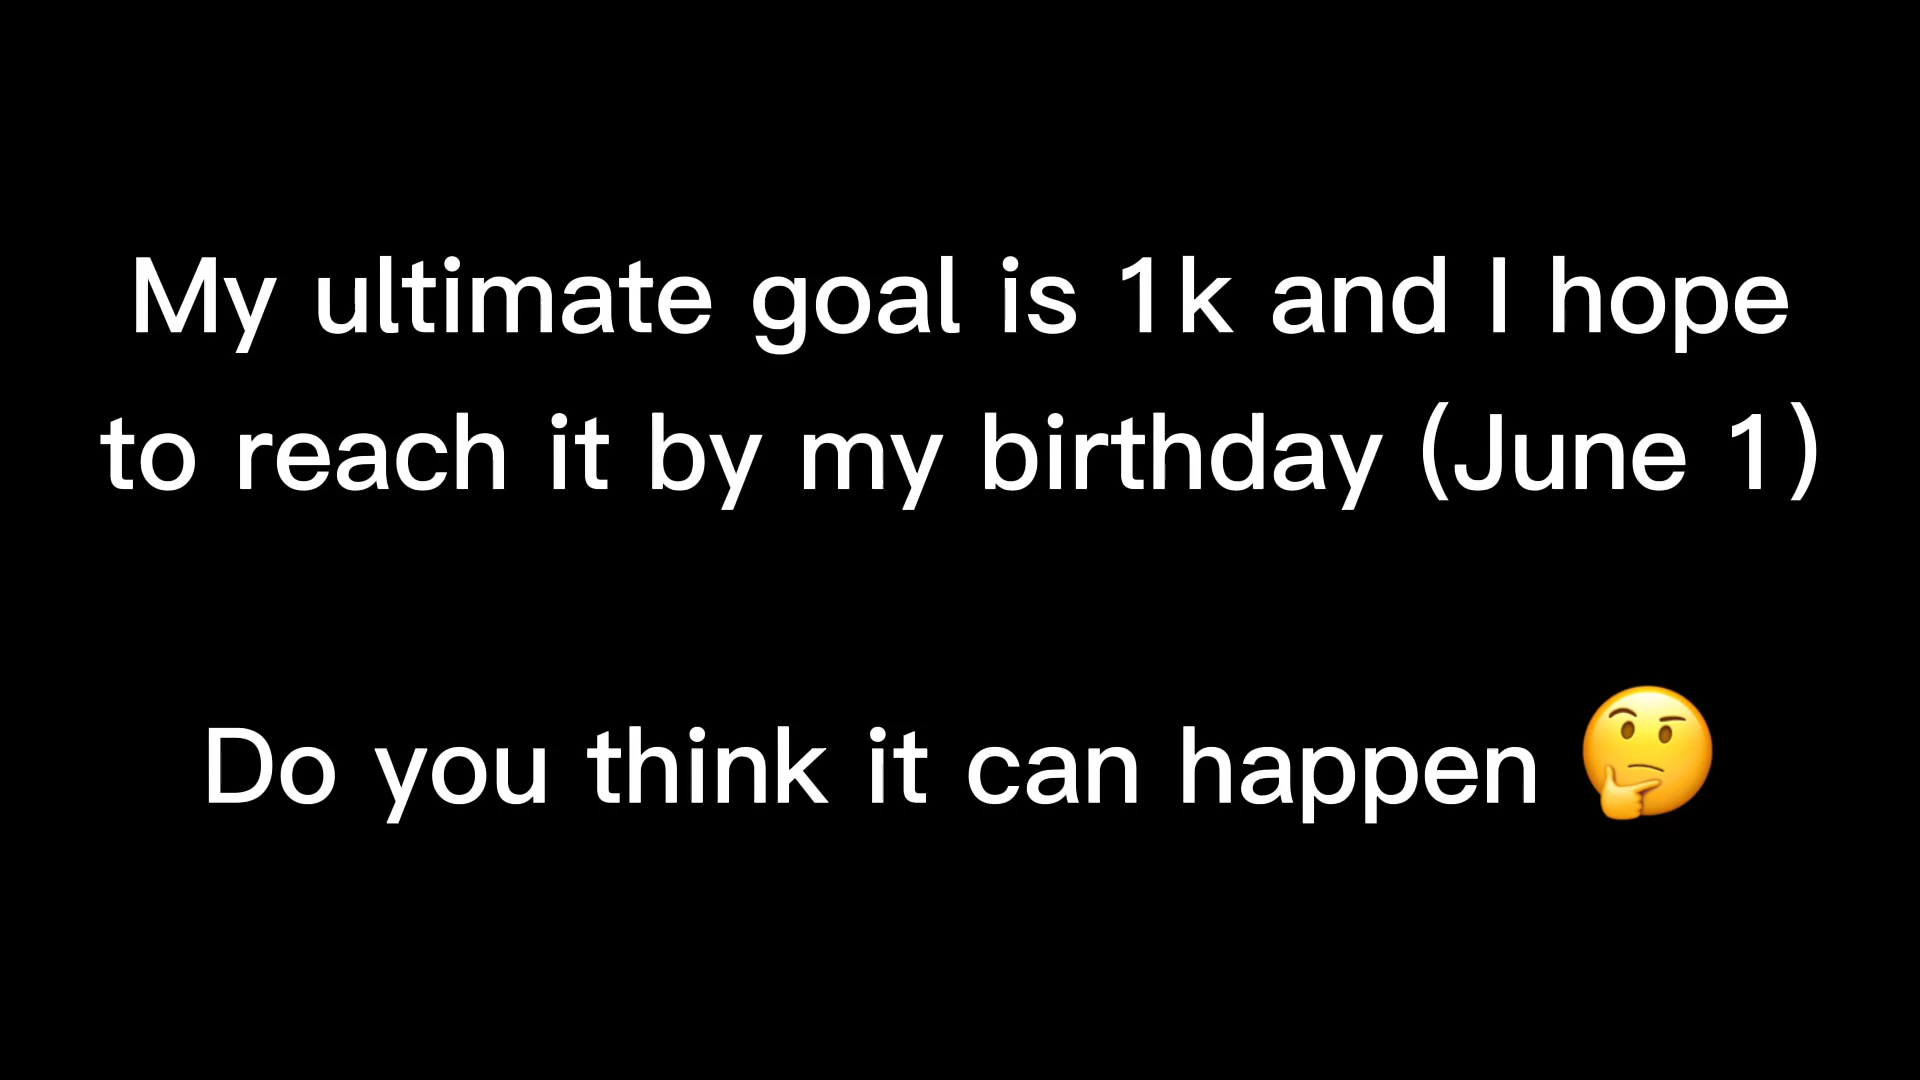 My ultimate goal is 1k and I hope
to reach it by my birthday (June 1)
Do you think it can happen 🤔